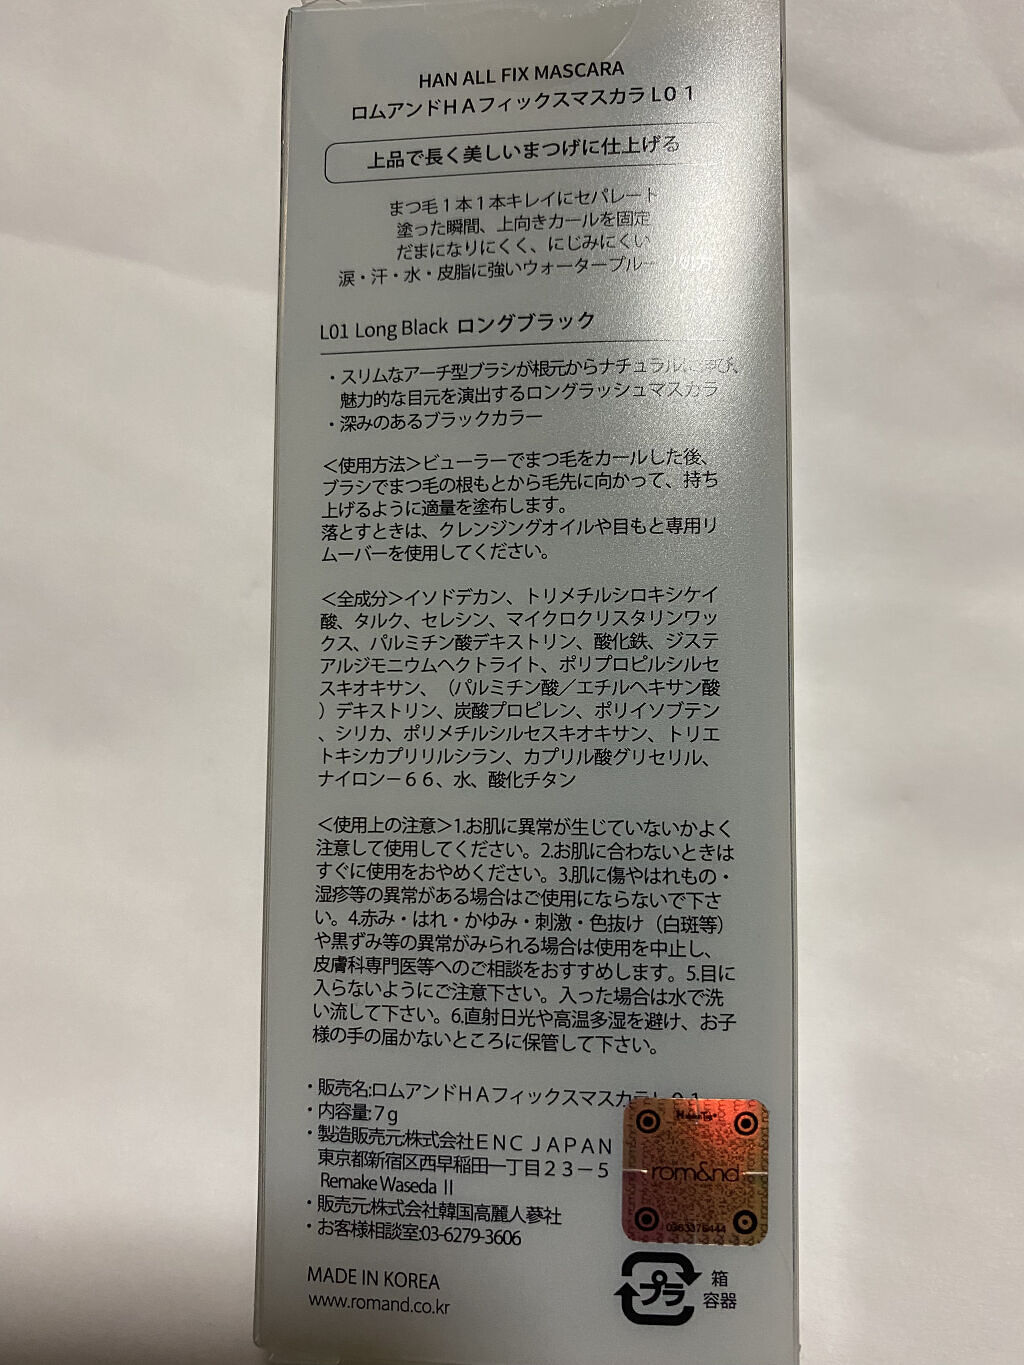 HAN ALL FIX MASCARA
ロムアンドＨＡフィックスマスカラ L０１
上品で長く美しいまつげに仕上げる
まつ毛１本１本キレイにセパレート
塗った瞬間、上向きカールを固定
だまになりにくく、にじみにくい
涙・汗・水・皮脂に強いウォータープルー
L01 Long Black ロングブラック
・スリムなアーチ型ブラシが根元からナチュラル
魅力的な目元を演出するロングラッシュマスカラ
・深みのあるブラックカラー
＜使用方法＞ビューラーでまつ毛をカールした後、
ブラシでまつ毛の根もとから毛先に向かって、持ち
上げるように適量を塗布します。
落とすときは、クレンジングオイルや目もと専用リ
ムーバーを使用してください。
＜全成分＞イソドデカン、トリメチルシロキシケイ
酸、タルク、セレシン、マイクロクリスタリンワッ
クス、パルミチン酸デキストリン、酸化鉄、ジステ
アルジモニウムヘクトライト、ポリプロピルシルセ
スキオキサン、（パルミチン酸／エチルヘキサン酸
）デキストリン、炭酸プロピレン、ポリイソブテン
、シリカ、ポリメチルシルセスキオキサン、トリエ
トキシカプリリルシラン、カプリル酸グリセリル、
ナイロン－６６、水、酸化チタン
＜使用上の注意＞1.お肌に異常が生じていないかよく
注意して使用してください。2.お肌に合わないときは
すぐに使用をおやめください。3.肌に傷やはれもの・
湿疹等の異常がある場合はご使用にならないで下さ
い。4.赤み・はれ・かゆみ・刺激・色抜け（白斑等）
や黒ずみ等の異常がみられる場合は使用を中止し、
皮膚科専門医等へのご相談をおすすめします。5.目に
入らないようにご注意下さい。入った場合は水で洗
い流して下さい。6.直射日光や高温多湿を避け、お子
様の手の届かないところに保管して下さい。
・販売名:ロムアンドＨＡフィックスマスカラＬ０１
・内容量:７g
・製造販売元:株式会社ＥＮＣ ＪＡＰＡＮ
東京都新宿区西早稲田一丁目２３－５
Remake Waseda Ⅱ
・販売元:株式会社韓国高麗人蔘社
・お客様相談室:03-6279-3606
rom&nd
MADE IN KOREA
www.romand.co.kr
プラ
箱
容器